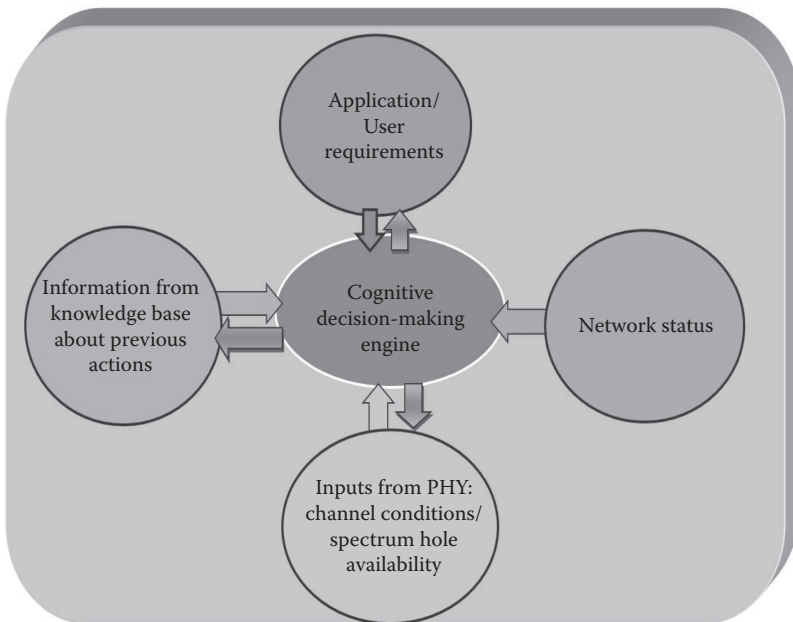 Application/
User
requirements
Information from
knowledge base
about previous
actions
Cognitive
decision-making
engine
Network status
Inputs from PHY:
channel conditions/
spectrum hole
availability